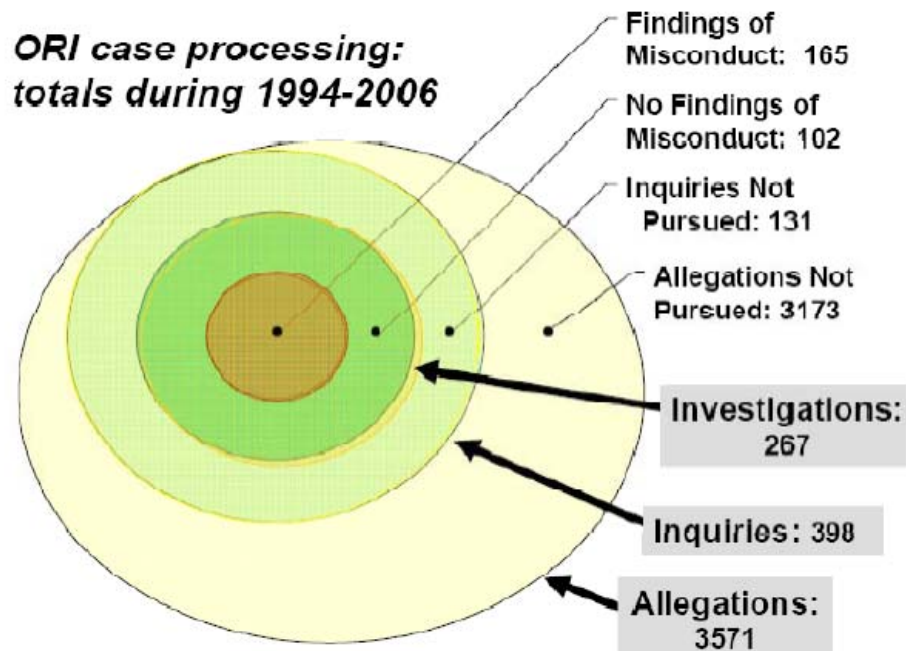 ORI case processing:
totals during 1994-2006
Findings of
Misconduct: 165
No Findings of
Misconduct: 102
Inquiries Not
Pursued: 131
Allegations Not
Pursued: 3173
Investigations:
267
Inquiries: 398
Allegations:
3571